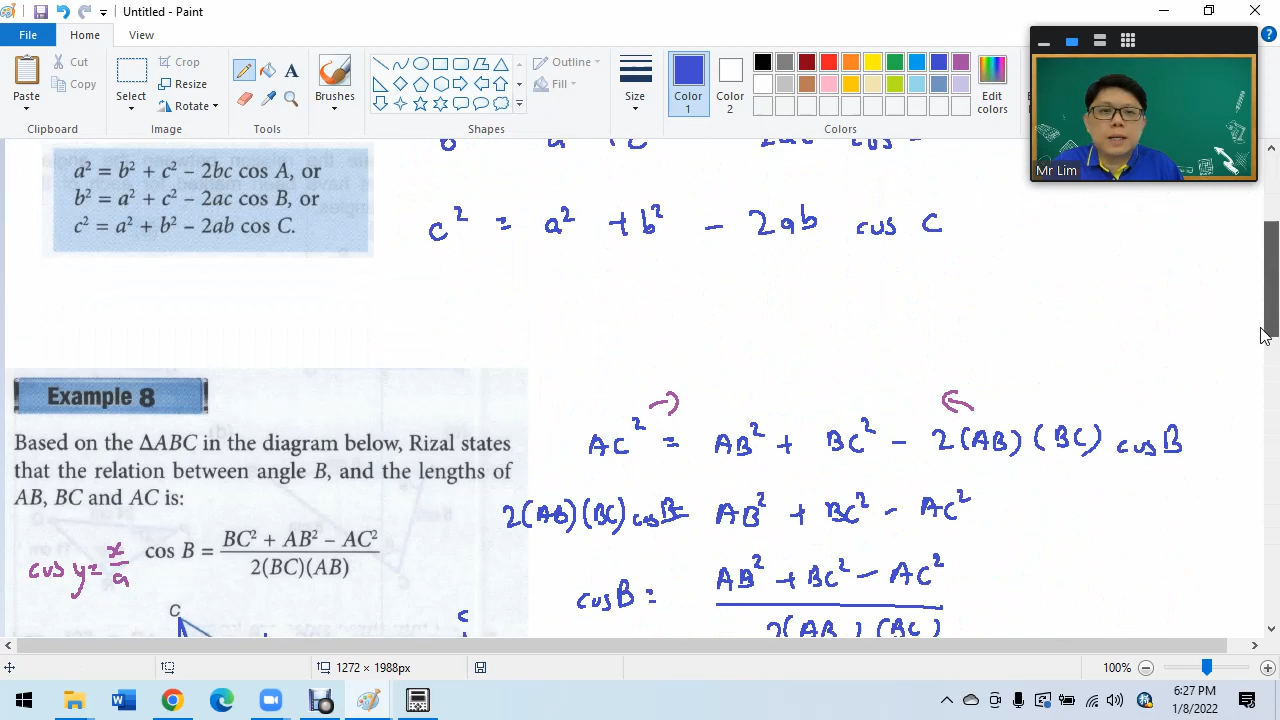 Untitled - Paint
File Home View
Paste Cut Copy Clipboard
Select Crop Resize Rotate Image
Tools
Brushes
Shapes
Outline Fill
Size
Color 1 Color 2
Edit colors
Colors
Mr Lim
a² = b² + c² - 2bc cos A, or
b² = a² + c² - 2ac cos B, or
c² = a² + b² - 2ab cos C.
c² = a² + b² - 2ab cos C
Example 8
Based on the ΔABC in the diagram below, Rizal states
that the relation between angle B, and the lengths of
AB, BC and AC is:
cos B = BC² + AB² – AC² / 2(BC)(AB)
cos y = x/a
C
c
AC² = AB² + BC² - 2(AB)(BC) cos B
2(AB)(BC) cos B = AB² + BC² - AC²
cos B = AB² + BC² - AC² / 2(AB)(BC)
1272 × 1988px
100%
6:27 PM
1/8/2022